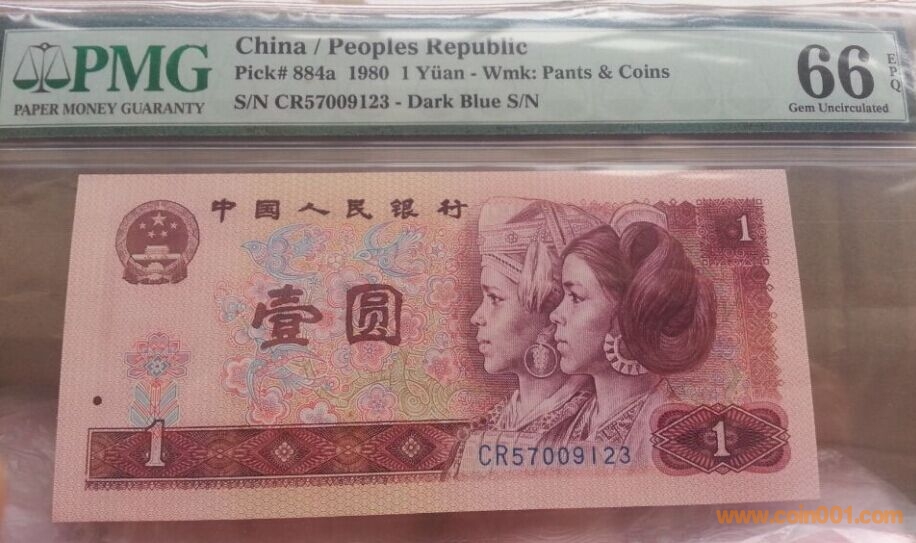 PMG
PAPER MONEY GUARANTY
China / Peoples Republic
Pick# 884a 1980 1 Yüan - Wmk: Pants & Coins
S/N CR57009123 - Dark Blue S/N
66 EPQ
Gem Uncirculated
中国人民银行
1
壹圆
1
CR57009123
1
www.csin001.com